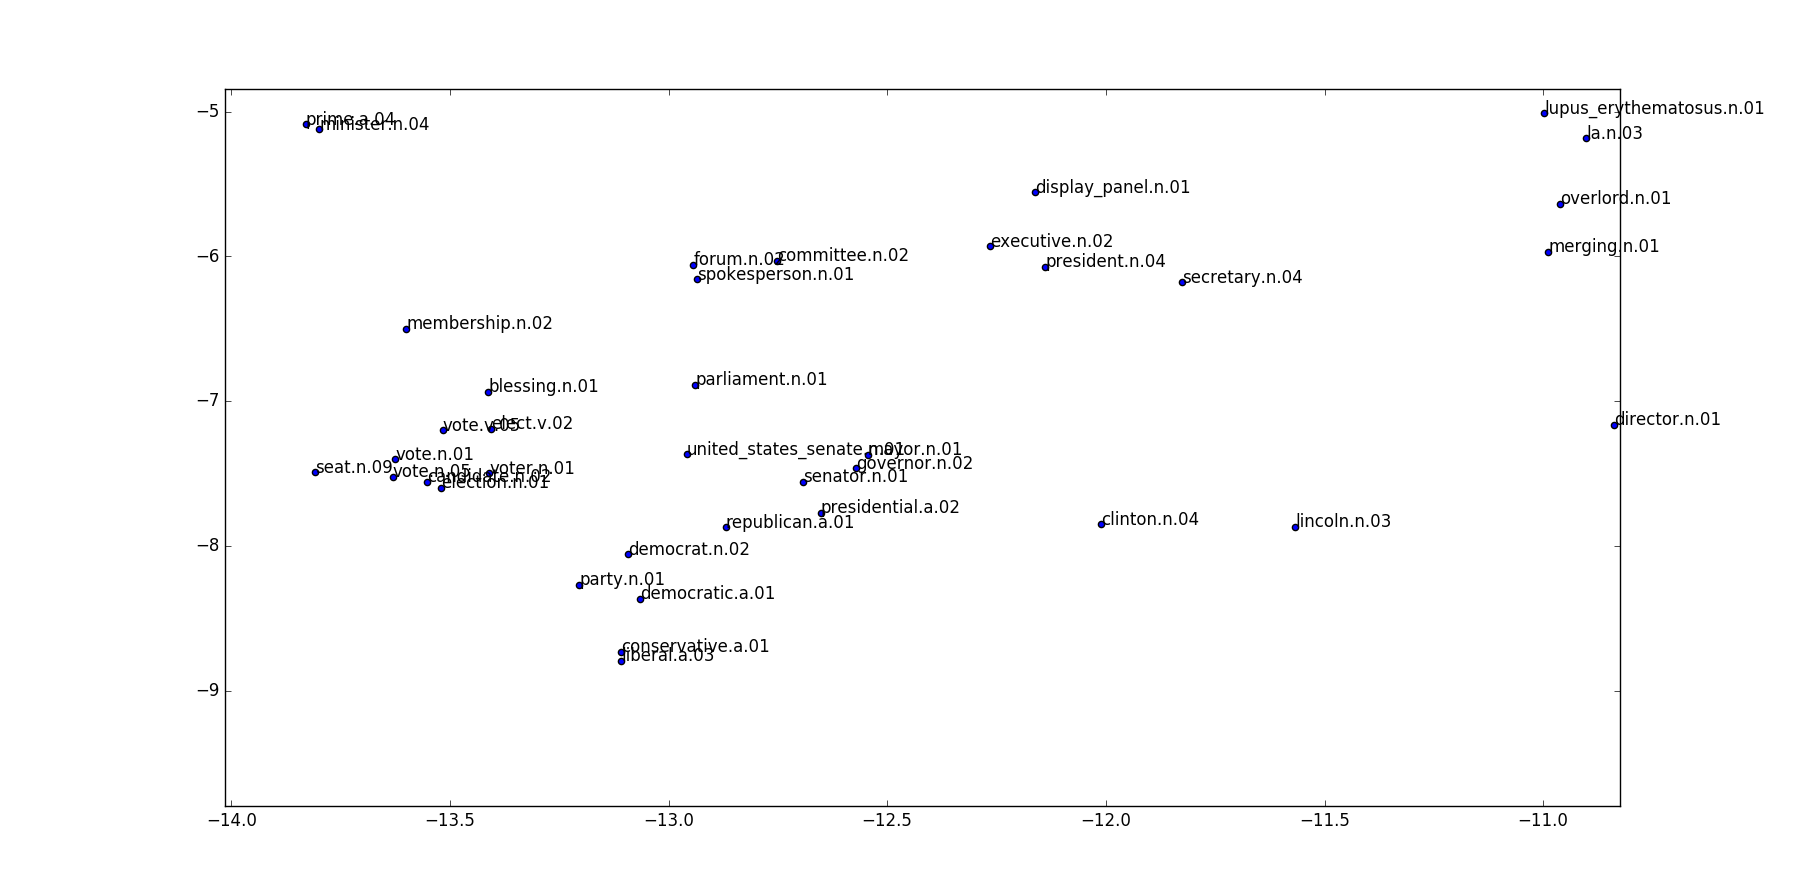 −5
−6
−7
−8
−9
prime.a.04
minister.n.04
lupus_erythematosus.n.01
la.n.03
display_panel.n.01
overlord.n.01
executive.n.02
merging.n.01
committee.n.02
president.n.04
spokesperson.n.01
secretary.n.04
membership.n.02
parliament.n.01
blessing.n.01
director.n.01
elect.v.02
vote.v.05
united_states_senate.n.01
mayor.n.01
vote.n.01
governor.n.02
seat.n.09
voter.n.01
vote.n.05
candidate.n.02
senator.n.01
election.n.01
presidential.a.02
republican.a.01
clinton.n.04
lincoln.n.03
democrat.n.02
party.n.01
democratic.a.01
conservative.a.01
liberal.a.03
−14.0
−13.5
−13.0
−12.5
−12.0
−11.5
−11.0